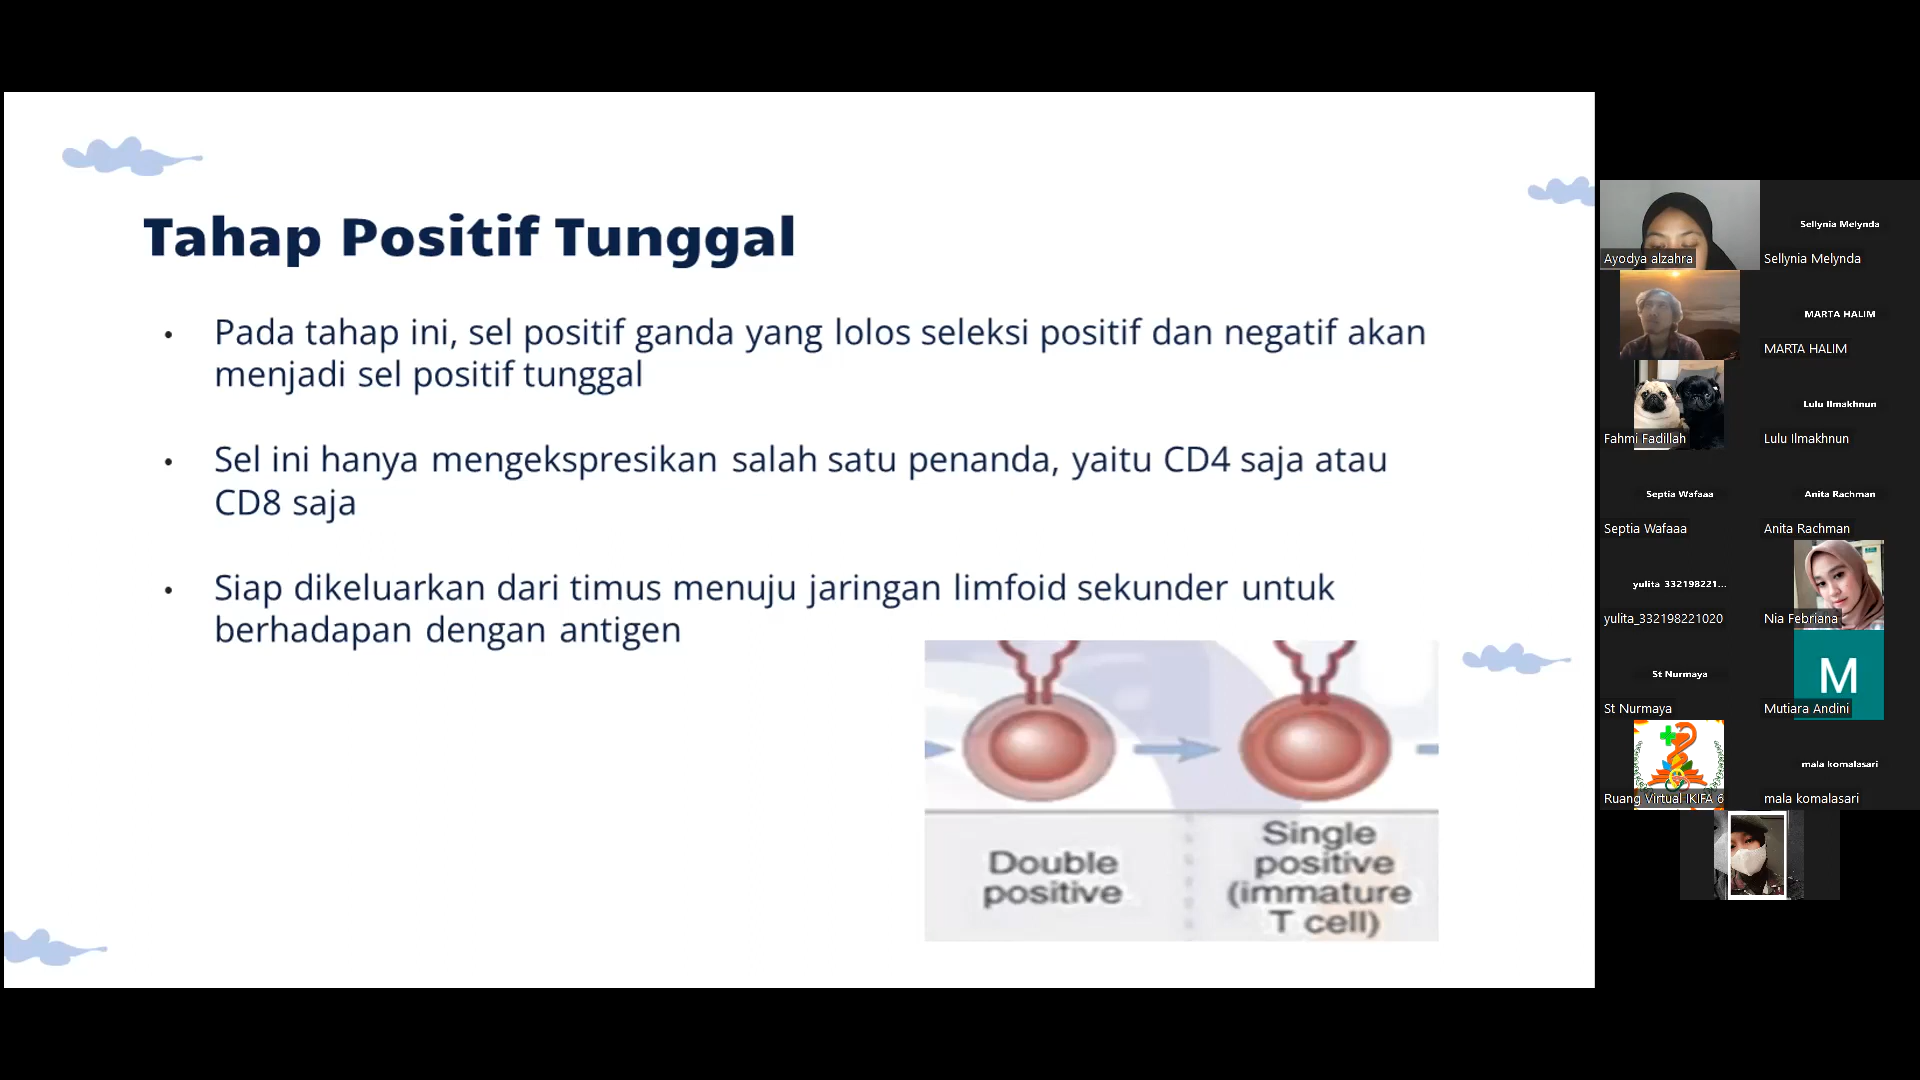 Tahap Positif Tunggal
• Pada tahap ini, sel positif ganda yang lolos seleksi positif dan negatif akan
menjadi sel positif tunggal
• Sel ini hanya mengekspresikan salah satu penanda, yaitu CD4 saja atau
CD8 saja
• Siap dikeluarkan dari timus menuju jaringan limfoid sekunder untuk
berhadapan dengan antigen
Double
positive
Single
positive
(immature
T cell)
Ayodya alzahra
Sellynia Melynda
Sellynia Melynda
MARTA HALIM
MARTA HALIM
Fahmi Fadillah
Lulu Ilmakhnun
Lulu Ilmakhnun
Septia Wafaaa
Septia Wafaaa
Anita Rachman
Anita Rachman
yulita_332198221...
yulita_332198221020
Nia Febriana
St Nurmaya
St Nurmaya
M
Mutiara Andini
Ruang Virtual IKIFA 6
mala komalasari
mala komalasari